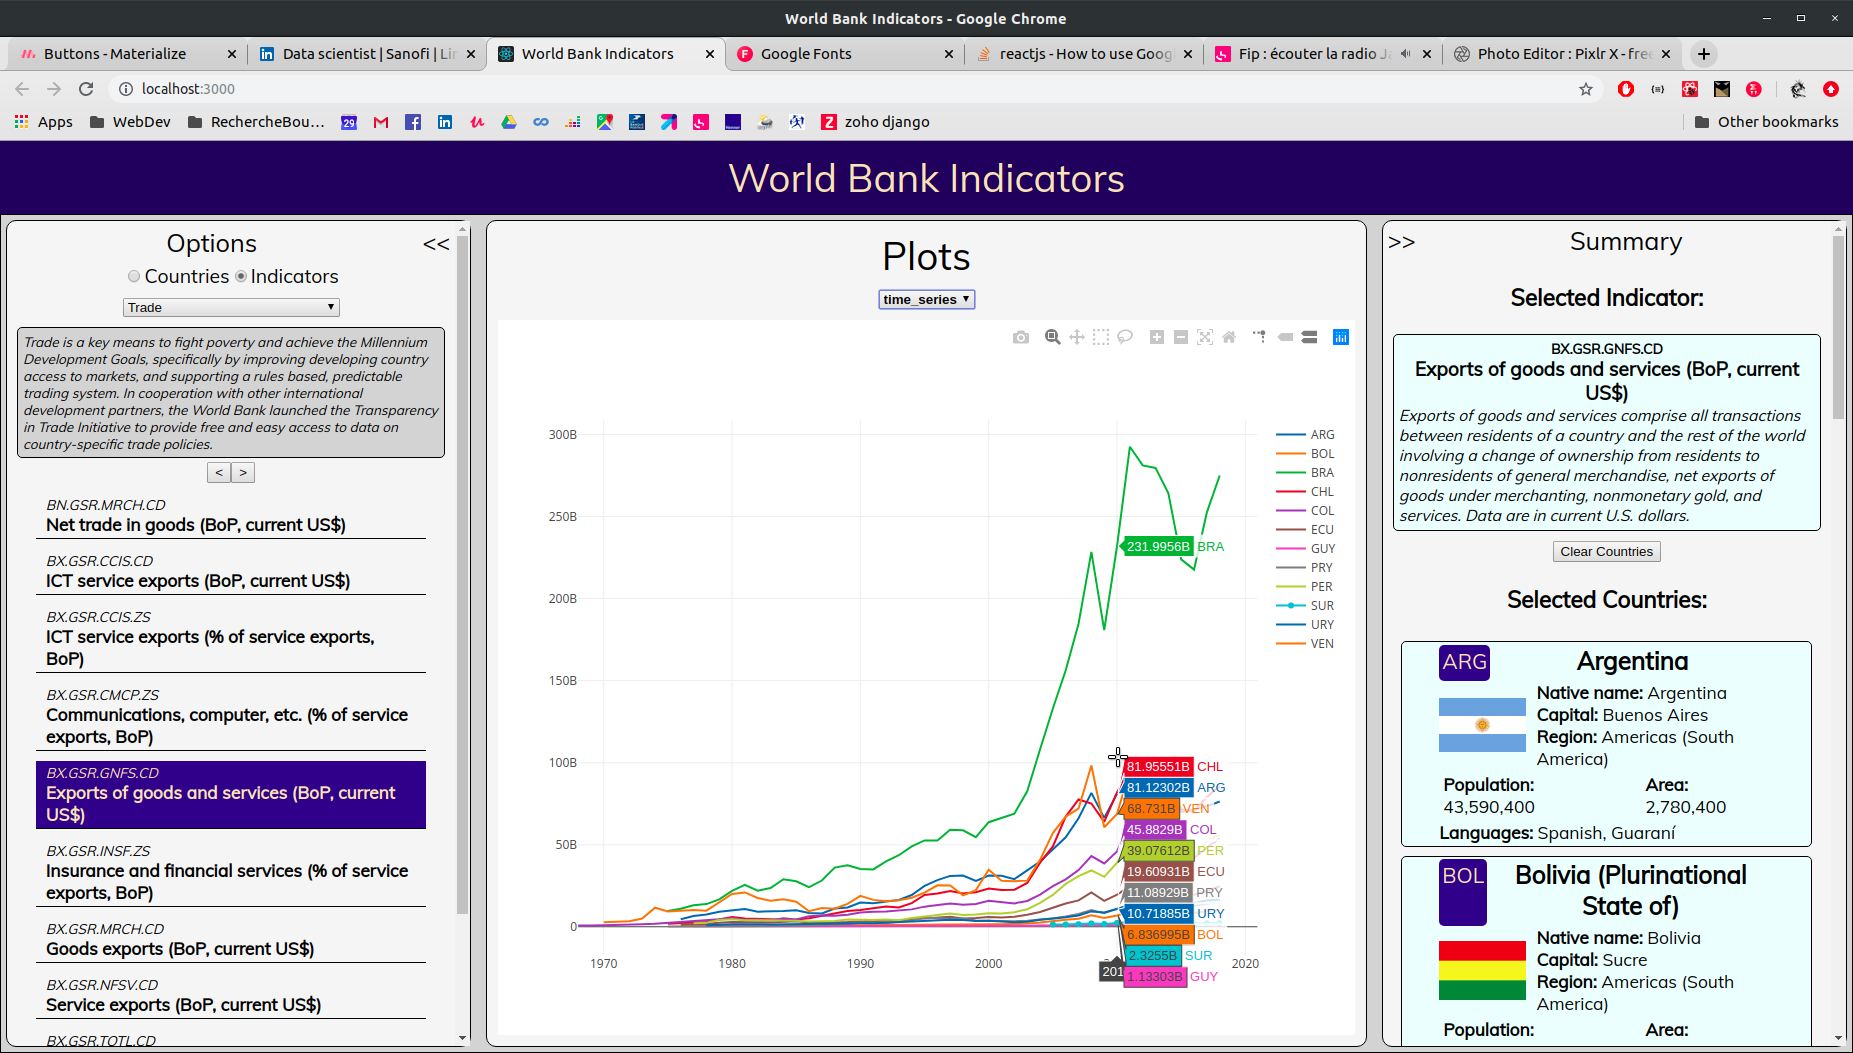 World Bank Indicators - Google Chrome
Buttons - Materialize
Data scientist | Sanofi | Lin
World Bank Indicators
Google Fonts
reactjs - How to use Goog
Fip : écouter la radio Ja
Photo Editor : Pixlr X - free
localhost:3000
Apps
WebDev
RechercheBou...
29
zoho django
Other bookmarks
World Bank Indicators
Options
<<
Countries
Indicators
Trade
Trade is a key means to fight poverty and achieve the Millennium
Development Goals, specifically by improving developing country
access to markets, and supporting a rules based, predictable
trading system. In cooperation with other international
development partners, the World Bank launched the Transparency
in Trade Initiative to provide free and easy access to data on
country-specific trade policies.
< >
BN.GSR.MRCH.CD
Net trade in goods (BoP, current US$)
BX.GSR.CCIS.CD
ICT service exports (BoP, current US$)
BX.GSR.CCIS.ZS
ICT service exports (% of service exports,
BoP)
BX.GSR.CMCP.ZS
Communications, computer, etc. (% of service
exports, BoP)
BX.GSR.GNFS.CD
Exports of goods and services (BoP, current
US$)
BX.GSR.INSF.ZS
Insurance and financial services (% of service
exports, BoP)
BX.GSR.MRCH.CD
Goods exports (BoP, current US$)
BX.GSR.NFSV.CD
Service exports (BoP, current US$)
BX.GSR.TOTL.CD
Plots
time_series
300B
250B
200B
150B
100B
50B
0
1970
1980
1990
2000
2020
201
231.9956B BRA
81.95551B CHL
81.12302B ARG
68.731B VEN
45.8829B COL
39.07612B PER
19.60931B ECU
11.08929B PRY
10.71885B URY
6.836995B BOL
2.3255B SUR
1.13303B GUY
ARG
BOL
BRA
CHL
COL
ECU
GUY
PRY
PER
SUR
URY
VEN
>>
Summary
Selected Indicator:
BX.GSR.GNFS.CD
Exports of goods and services (BoP, current
US$)
Exports of goods and services comprise all transactions
between residents of a country and the rest of the world
involving a change of ownership from residents to
nonresidents of general merchandise, net exports of
goods under merchanting, nonmonetary gold, and
services. Data are in current U.S. dollars.
Clear Countries
Selected Countries:
ARG
Argentina
Native name: Argentina
Capital: Buenos Aires
Region: Americas (South
America)
Population:
43,590,400
Area:
2,780,400
Languages: Spanish, Guaraní
BOL
Bolivia (Plurinational
State of)
Native name: Bolivia
Capital: Sucre
Region: Americas (South
America)
Population:
Area: